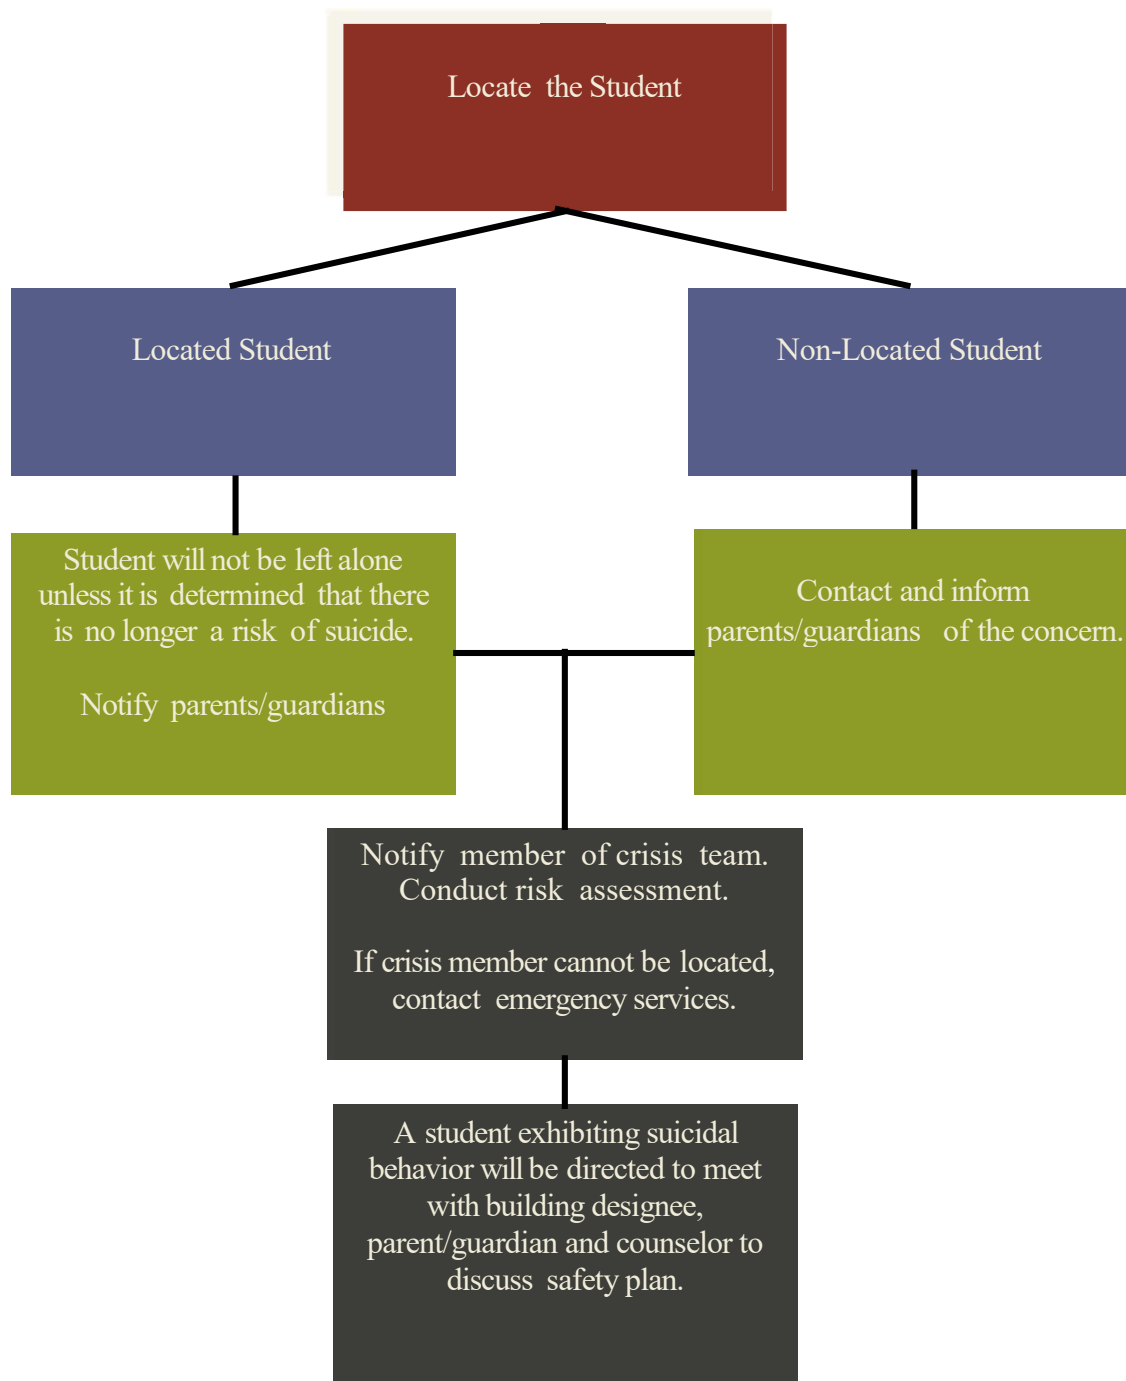 Locate the Student
Located Student
Non-Located Student
Student will not be left alone
unless it is determined that there
is no longer a risk of suicide.
Notify parents/guardians
Contact and inform
parents/guardians of the concern.
Notify member of crisis team.
Conduct risk assessment.
If crisis member cannot be located,
contact emergency services.
A student exhibiting suicidal
behavior will be directed to meet
with building designee,
parent/guardian and counselor to
discuss safety plan.